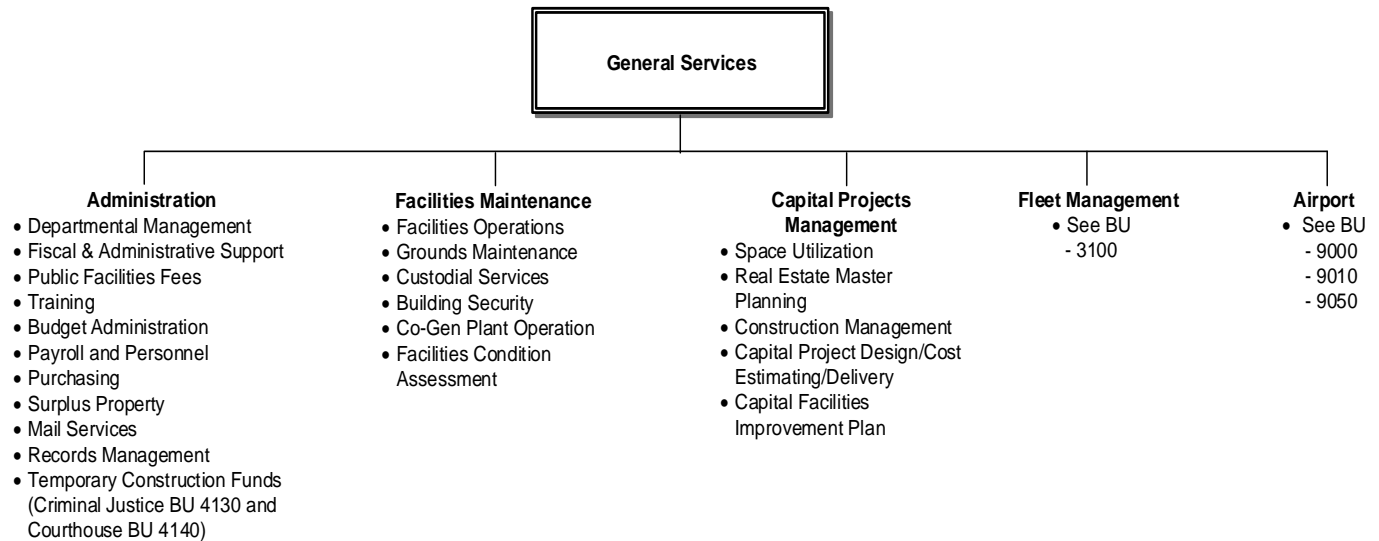 General Services
Administration
• Departmental Management
• Fiscal & Administrative Support
• Public Facilities Fees
• Training
• Budget Administration
• Payroll and Personnel
• Purchasing
• Surplus Property
• Mail Services
• Records Management
• Temporary Construction Funds
(Criminal Justice BU 4130 and
Courthouse BU 4140)
Facilities Maintenance
• Facilities Operations
• Grounds Maintenance
• Custodial Services
• Building Security
• Co-Gen Plant Operation
• Facilities Condition
Assessment
Capital Projects
Management
• Space Utilization
• Real Estate Master
Planning
• Construction Management
• Capital Project Design/Cost
Estimating/Delivery
• Capital Facilities
Improvement Plan
Fleet Management
• See BU
- 3100
Airport
• See BU
- 9000
- 9010
- 9050